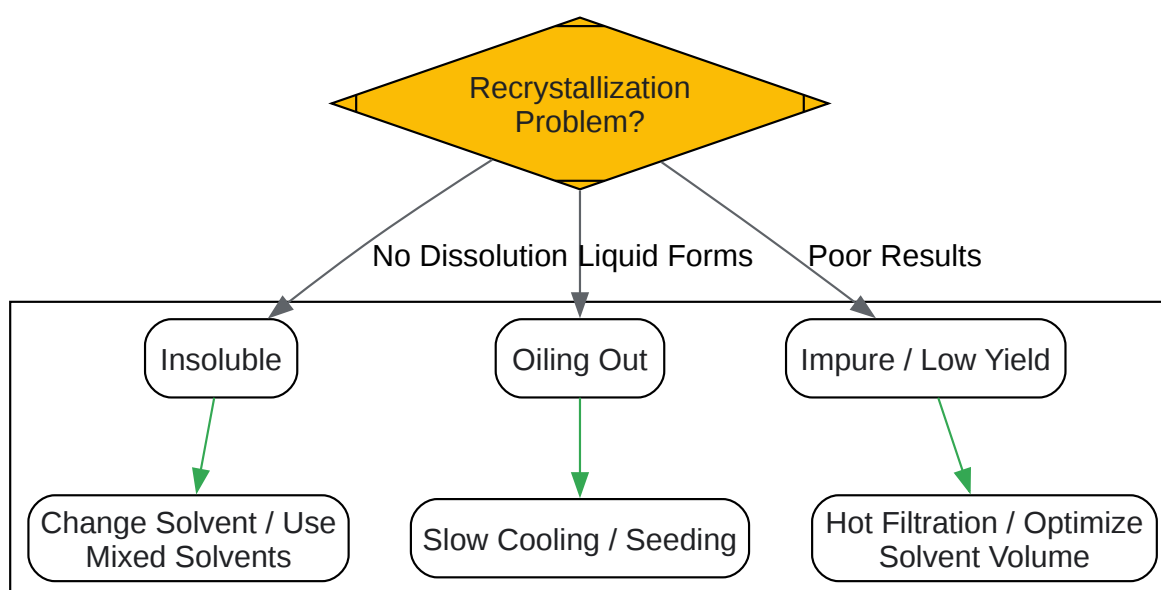 Recrystallization
Problem?
No Dissolution
Liquid Forms
Poor Results
Insoluble
Oiling Out
Impure / Low Yield
Change Solvent / Use
Mixed Solvents
Slow Cooling / Seeding
Hot Filtration / Optimize
Solvent Volume